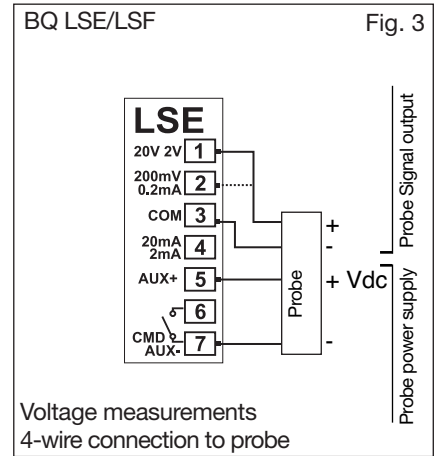 BQ LSE/LSF
Fig. 3
LSE
20V 2V 1
200mV
0.2mA 2
COM 3
20mA
2mA 4
AUX+ 5
6
CMD
AUX- 7
Probe
+
-
+ Vdc
-
Probe Signal output
Probe power supply
Voltage measurements
4-wire connection to probe